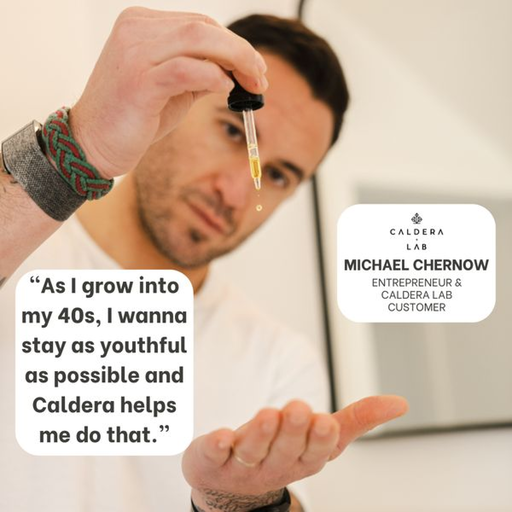 CALDERA
LAB
MICHAEL CHERNOW
ENTREPRENEUR &
CALDERA LAB
CUSTOMER
“As I grow into
my 40s, I wanna
stay as youthful
as possible and
Caldera helps
me do that.”